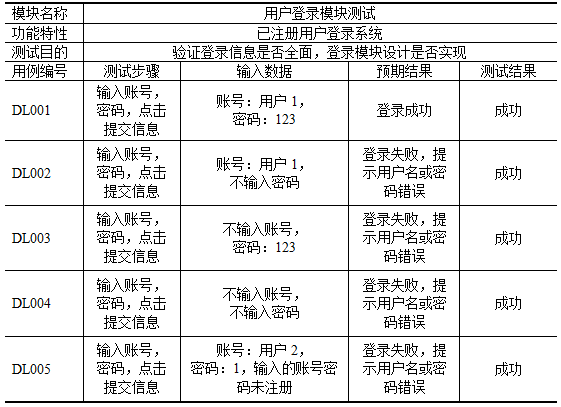 模块名称 用户登录模块测试
功能特性 已注册用户登录系统
测试目的 验证登录信息是否全面，登录模块设计是否实现
用例编号 测试步骤 输入数据 预期结果 测试结果
DL001
输入账号，
密码，点击
提交信息
账号：用户 1，
密码：123
登录成功
成功
DL002
输入账号，
密码，点击
提交信息
账号：用户 1，
不输入密码
登录失败，提
示用户名或密
码错误
成功
DL003
输入账号，
密码，点击
提交信息
不输入账号，
密码：123
登录失败，提
示用户名或密
码错误
成功
DL004
输入账号，
密码，点击
提交信息
不输入账号，
不输入密码
登录失败，提
示用户名或密
码错误
成功
DL005
输入账号，
密码，点击
提交信息
账号：用户 2，
密码：1，输入的账号密
码未注册
登录失败，提
示用户名或密
码错误
成功